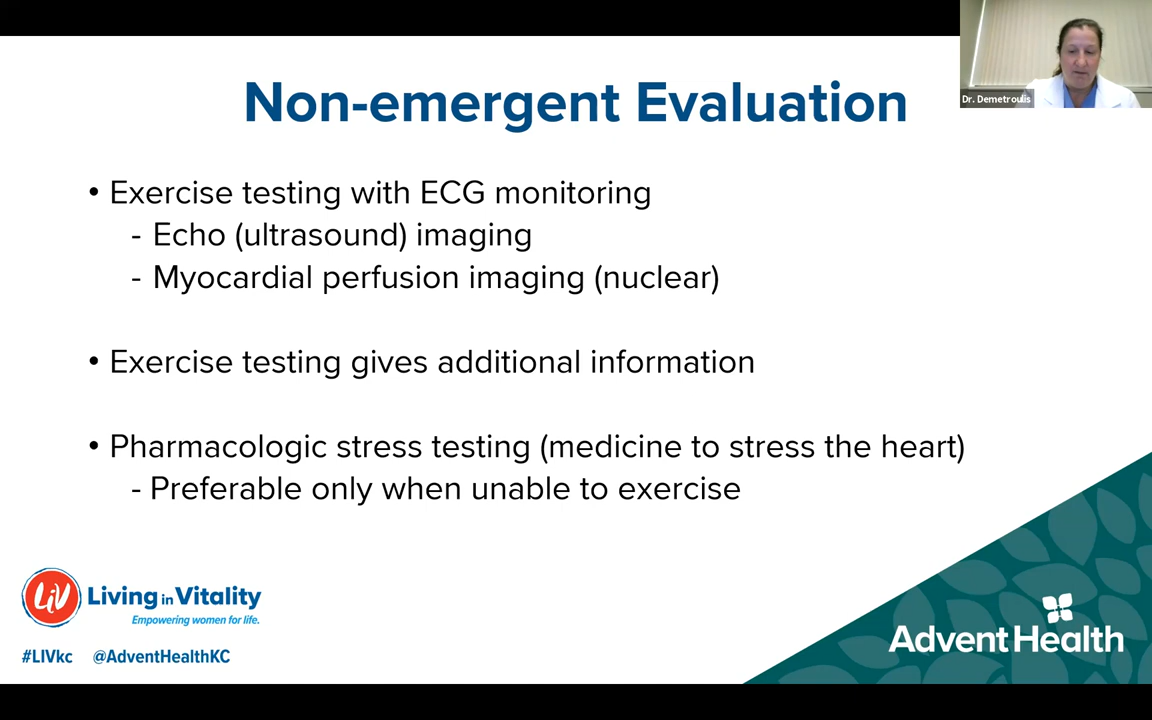 Non-emergent Evaluation
Dr. Demetroulis
• Exercise testing with ECG monitoring
- Echo (ultrasound) imaging
- Myocardial perfusion imaging (nuclear)
• Exercise testing gives additional information
• Pharmacologic stress testing (medicine to stress the heart)
- Preferable only when unable to exercise
LiV
Living in Vitality
Empowering women for life.
#LIVkc @AdventHealthKC
Advent Health